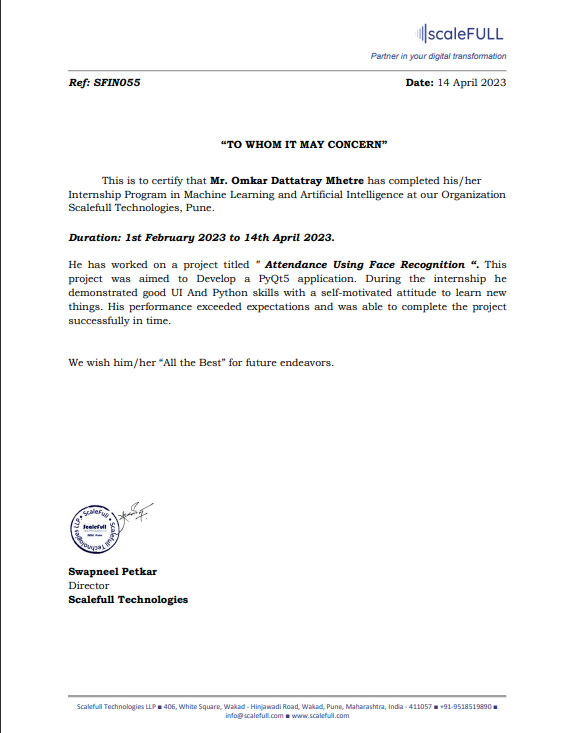 scaleFULL
Partner in your digital transformation
Ref: SFIN055 Date: 14 April 2023
“TO WHOM IT MAY CONCERN”
This is to certify that Mr. Omkar Dattatray Mhetre has completed his/her
Internship Program in Machine Learning and Artificial Intelligence at our Organization
Scalefull Technologies, Pune.
Duration: 1st February 2023 to 14th April 2023.
He has worked on a project titled " Attendance Using Face Recognition “. This
project was aimed to Develop a PyQt5 application. During the internship he
demonstrated good UI And Python skills with a self-motivated attitude to learn new
things. His performance exceeded expectations and was able to complete the project
successfully in time.
We wish him/her “All the Best” for future endeavors.
ScaleFull
Scalefull Technologies LLP
Scalefull
Swapneel Petkar
Director
Scalefull Technologies
Scalefull Technologies LLP ■ 406, White Square, Wakad - Hinjawadi Road, Wakad, Pune, Maharashtra, India - 411057 ■ +91-9518519890 ■
info@scalefull.com ■ www.scalefull.com